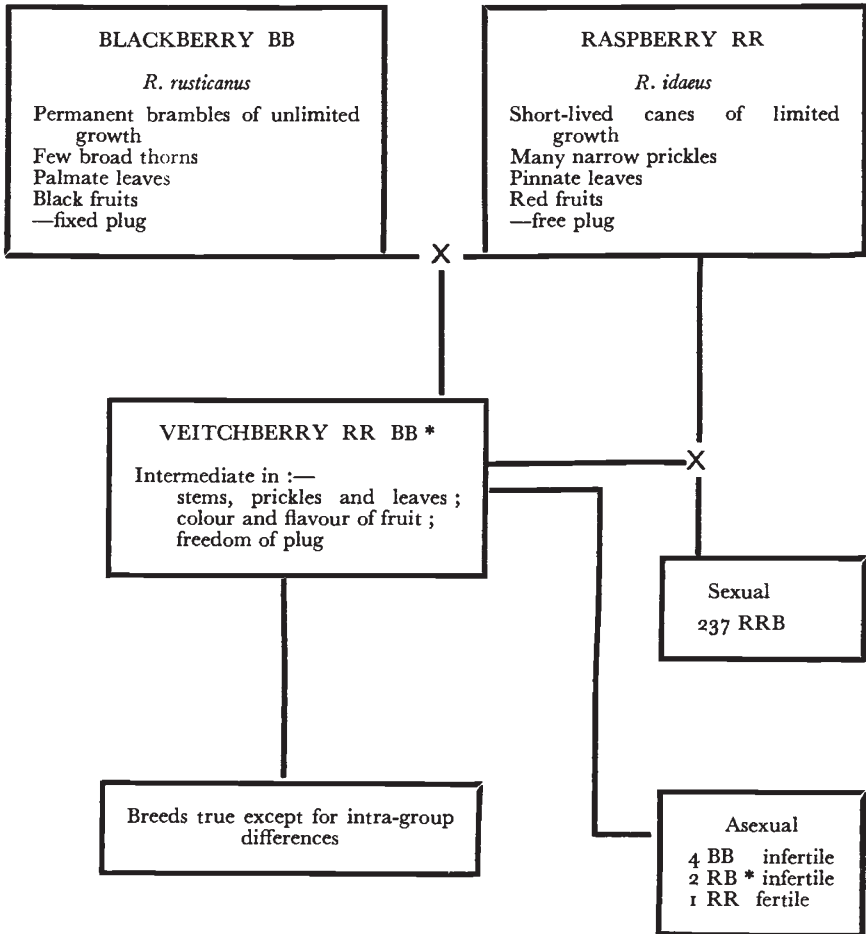 BLACKBERRY BB
R. rusticanus
Permanent brambles of unlimited
growth
Few broad thorns
Palmate leaves
Black fruits
—fixed plug
RASPBERRY RR
R. idaeus
Short-lived canes of limited
growth
Many narrow prickles
Pinnate leaves
Red fruits
—free plug
X
VEITCHBERRY RR BB *
Intermediate in :—
stems, prickles and leaves ;
colour and flavour of fruit ;
freedom of plug
X
Sexual
237 RRB
Breeds true except for intra-group
differences
Asexual
4 BB infertile
2 RB * infertile
1 RR fertile